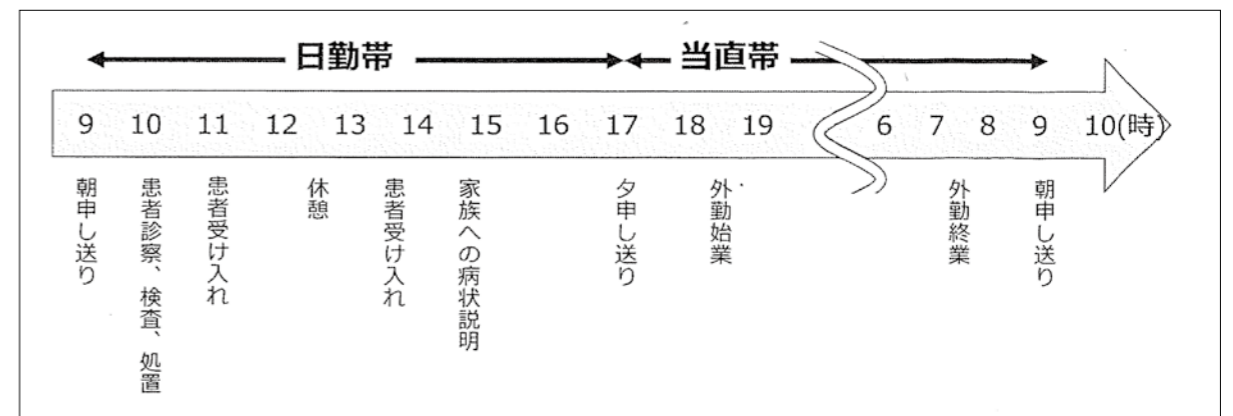 日勤帯 当直帯
9 10 11 12 13 14 15 16 17 18 19 6 7 8 9 10(時)
朝申し送り
患者診察、検査、処置
患者受け入れ
休憩
患者受け入れ
家族への病状説明
夕申し送り
外勤始業
外勤終業
朝申し送り